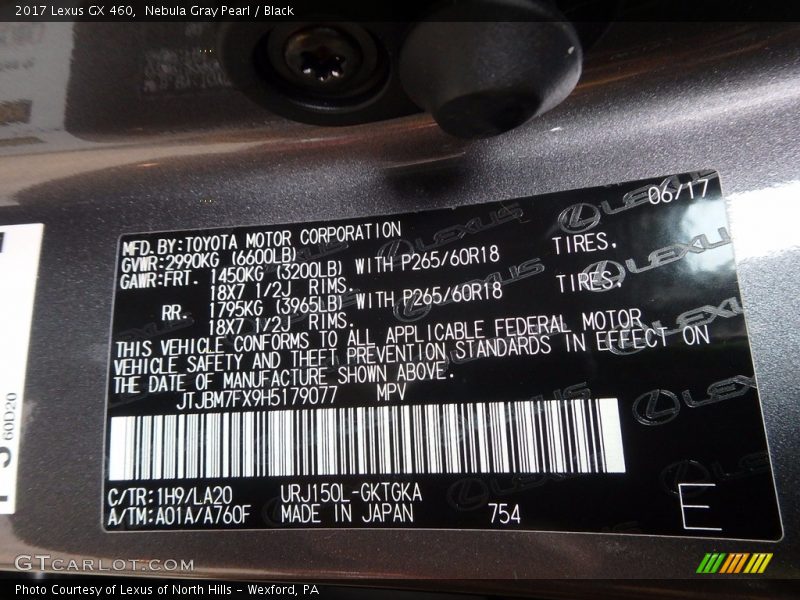 2017 Lexus GX 460, Nebula Gray Pearl / Black
06/17
MFD. BY: TOYOTA MOTOR CORPORATION
GVWR: 2990KG (6600LB)
GAWR: FRT. 1450KG (3200LB) WITH P265/60R18 TIRES.
18X7 1/2J RIMS.
RR. 1795KG (3965LB) WITH P265/60R18 TIRES.
18X7 1/2J RIMS.
THIS VEHICLE CONFORMS TO ALL APPLICABLE FEDERAL MOTOR
VEHICLE SAFETY AND THEFT PREVENTION STANDARDS IN EFFECT ON
THE DATE OF MANUFACTURE SHOWN ABOVE.
JTJBM7FX9H5179077 MPV
LEXUS
C/TR: 1H9/LA20 URJ150L-GKTGKA
A/TM: A01A/A760F MADE IN JAPAN 754 E
60D20
GTCarLot.com
Photo Courtesy of Lexus of North Hills - Wexford, PA